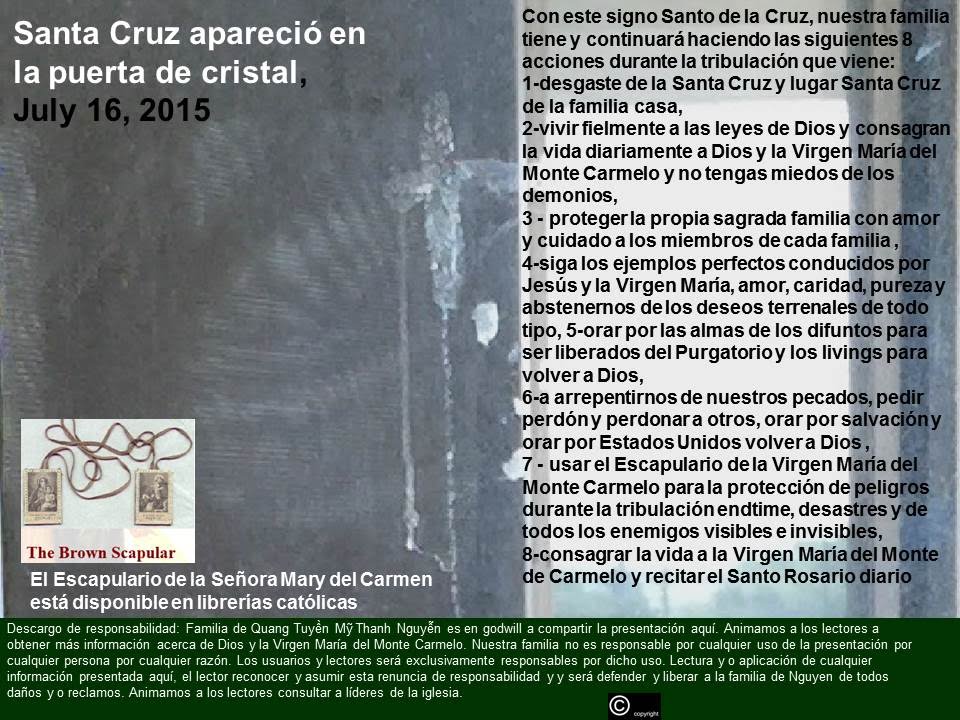 Santa Cruz apareció en
la puerta de cristal,
July 16, 2015
Con este signo Santo de la Cruz, nuestra familia
tiene y continuará haciendo las siguientes 8
acciones durante la tribulación que viene:
1-desgaste de la Santa Cruz y lugar Santa Cruz
de la familia casa,
2-vivir fielmente a las leyes de Dios y consagran
la vida diariamente a Dios y la Virgen María del
Monte Carmelo y no tengas miedos de los
demonios,
3 - proteger la propia sagrada familia con amor
y cuidado a los miembros de cada familia ,
4-siga los ejemplos perfectos conducidos por
Jesús y la Virgen María, amor, caridad, pureza y
abstenernos de los deseos terrenales de todo
tipo, 5-orar por las almas de los difuntos para
ser liberados del Purgatorio y los livings para
volver a Dios,
6-a arrepentirnos de nuestros pecados, pedir
perdón y perdonar a otros, orar por salvación y
orar por Estados Unidos volver a Dios ,
7 - usar el Escapulario de la Virgen María del
Monte Carmelo para la protección de peligros
durante la tribulación endtime, desastres y de
todos los enemigos visibles e invisibles,
8-consagrar la vida a la Virgen María del Monte
de Carmelo y recitar el Santo Rosario diario
The Brown Scapular
El Escapulario de la Señora Mary del Carmen
está disponible en librerías católicas
Descargo de responsabilidad: Familia de Quang Tuyền Mỹ Thanh Nguyễn es en godwill a compartir la presentación aquí. Animamos a los lectores a
obtener más información acerca de Dios y la Virgen María del Monte Carmelo. Nuestra familia no es responsable por cualquier uso de la presentación por
cualquier persona por cualquier razón. Los usuarios y lectores será exclusivamente responsables por dicho uso. Lectura y o aplicación de cualquier
información presentada aquí, el lector reconocer y asumir esta renuncia de responsabilidad y y será defender y liberar a la familia de Nguyen de todos
daños y o reclamos. Animamos a los lectores consultar a líderes de la iglesia.
© copyright